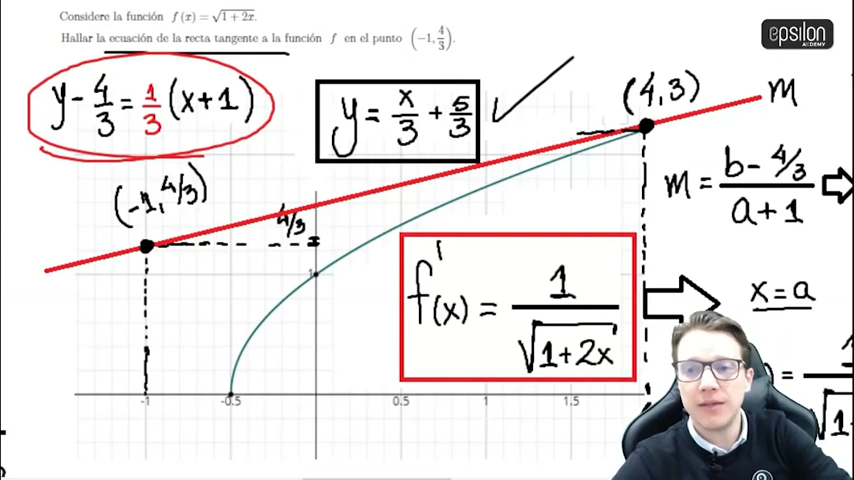 Considere la función f(x) = √1 + 2x.
Hallar la ecuación de la recta tangente a la función f en el punto (-1, 4/3).
epsilon
ACADEMY
y - 4/3 = 1/3 (x+1)
y = x/3 + 5/3
(4,3)
m
(-1, 4/3)
m = b - 4/3 / a + 1
4/3
1
f'(x) = 1 / √1+2x
x = a
-1 -0.5 0.5 1 1.5